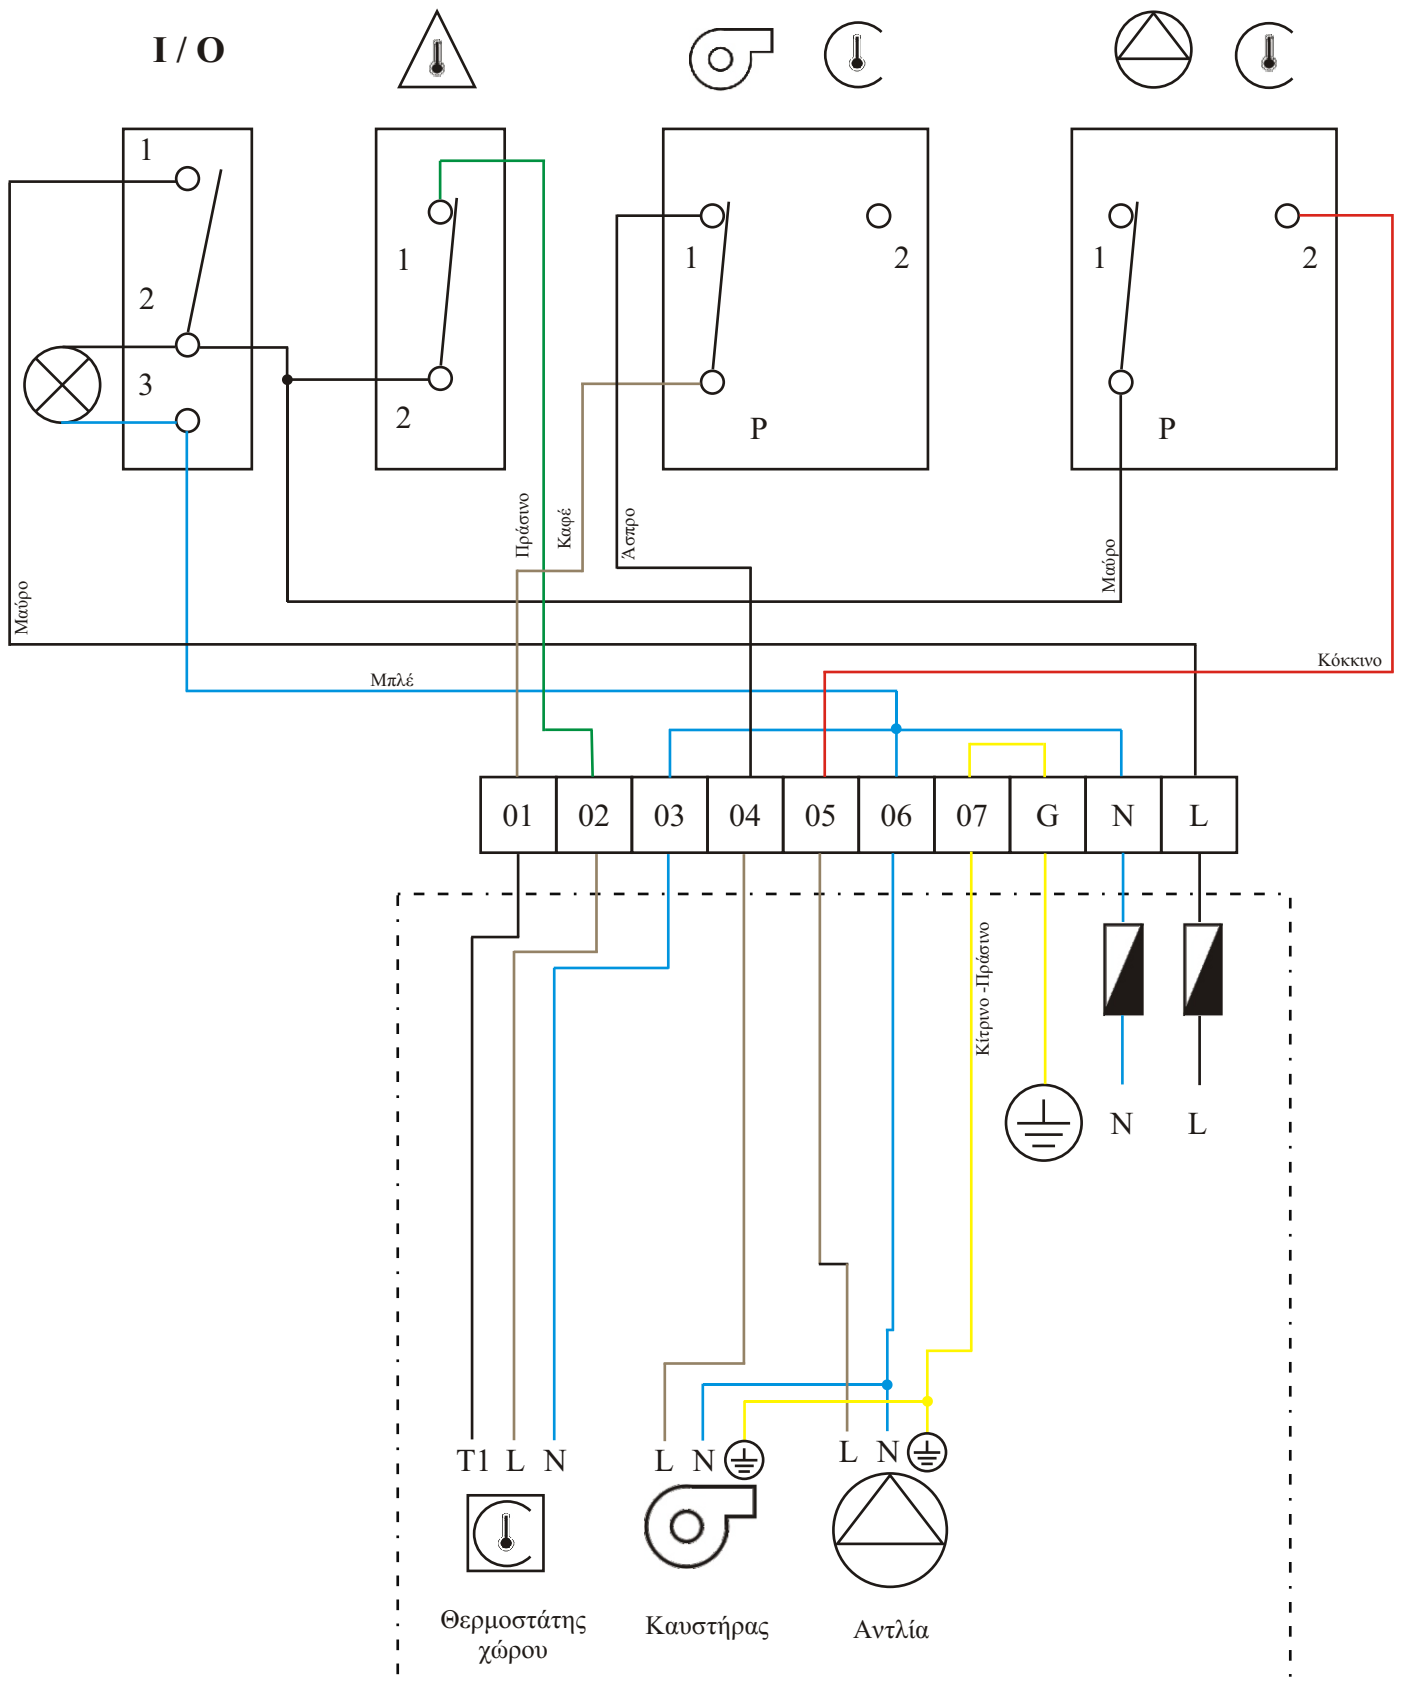 I / O
1
2
3
1
2
1
2
P
1
2
P
Μαύρο
Πράσινο
Καφέ
Άσπρο
Μαύρο
Κόκκινο
Μπλέ
01 02 03 04 05 06 07 G N L
Κίτρινο -Πράσινο
N L
T1 L N
L N
L N
Θερμοστάτης
χώρου
Καυστήρας
Αντλία